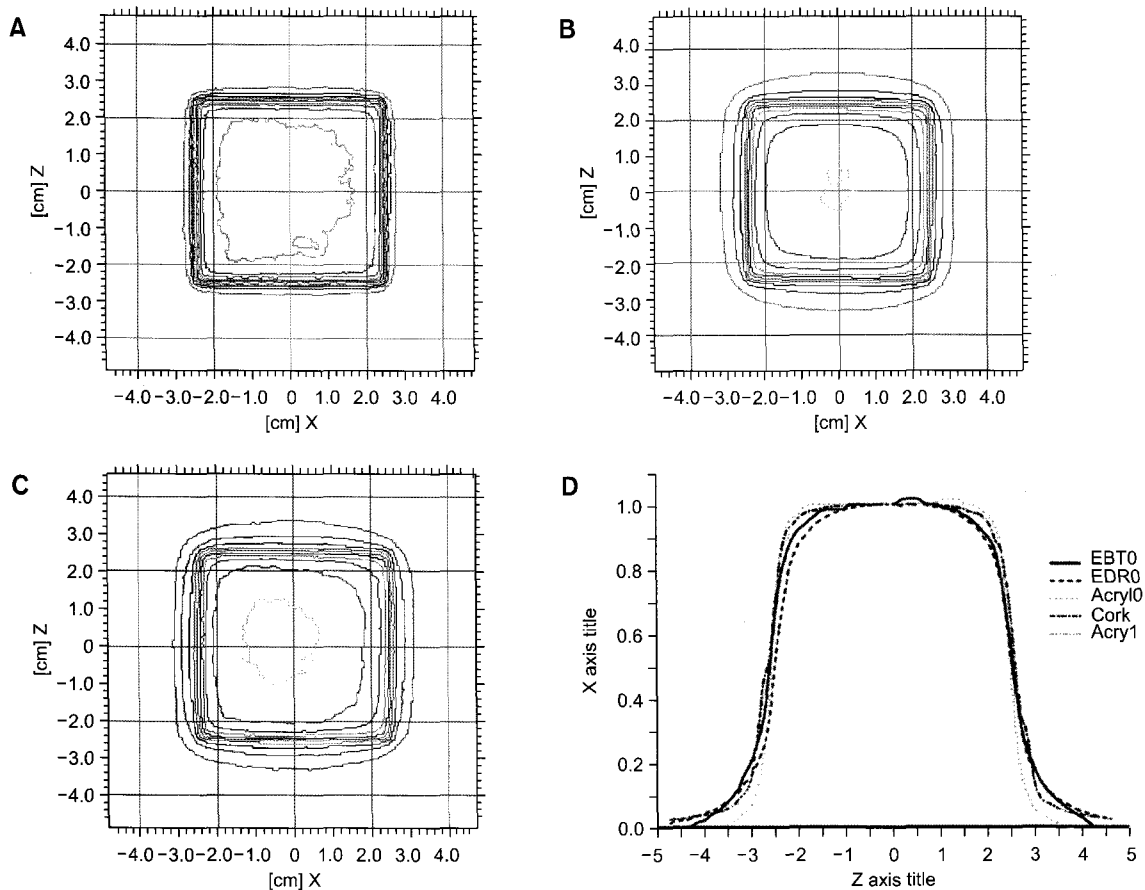 A
4.0
3.0
2.0
1.0
0
−1.0
−2.0
−3.0
−4.0
[cm] Z
−4.0 −3.0 −2.0 −1.0 0 1.0 2.0 3.0 4.0
[cm] X
B
4.0
3.0
2.0
1.0
0
−1.0
−2.0
−3.0
−4.0
[cm] Z
−4.0 −3.0 −2.0 −1.0 0 1.0 2.0 3.0 4.0
[cm] X
C
4.0
3.0
2.0
1.0
0
−1.0
−2.0
−3.0
−4.0
[cm] Z
−4.0 −3.0 −2.0 −1.0 0 1.0 2.0 3.0 4.0
[cm] X
D
1.0
0.8
0.6
0.4
0.2
0.0
X axis title
−5 −4 −3 −2 −1 0 1 2 3 4 5
Z axis title
EBT0
EDR0
Acryl0
Cork
Acry1